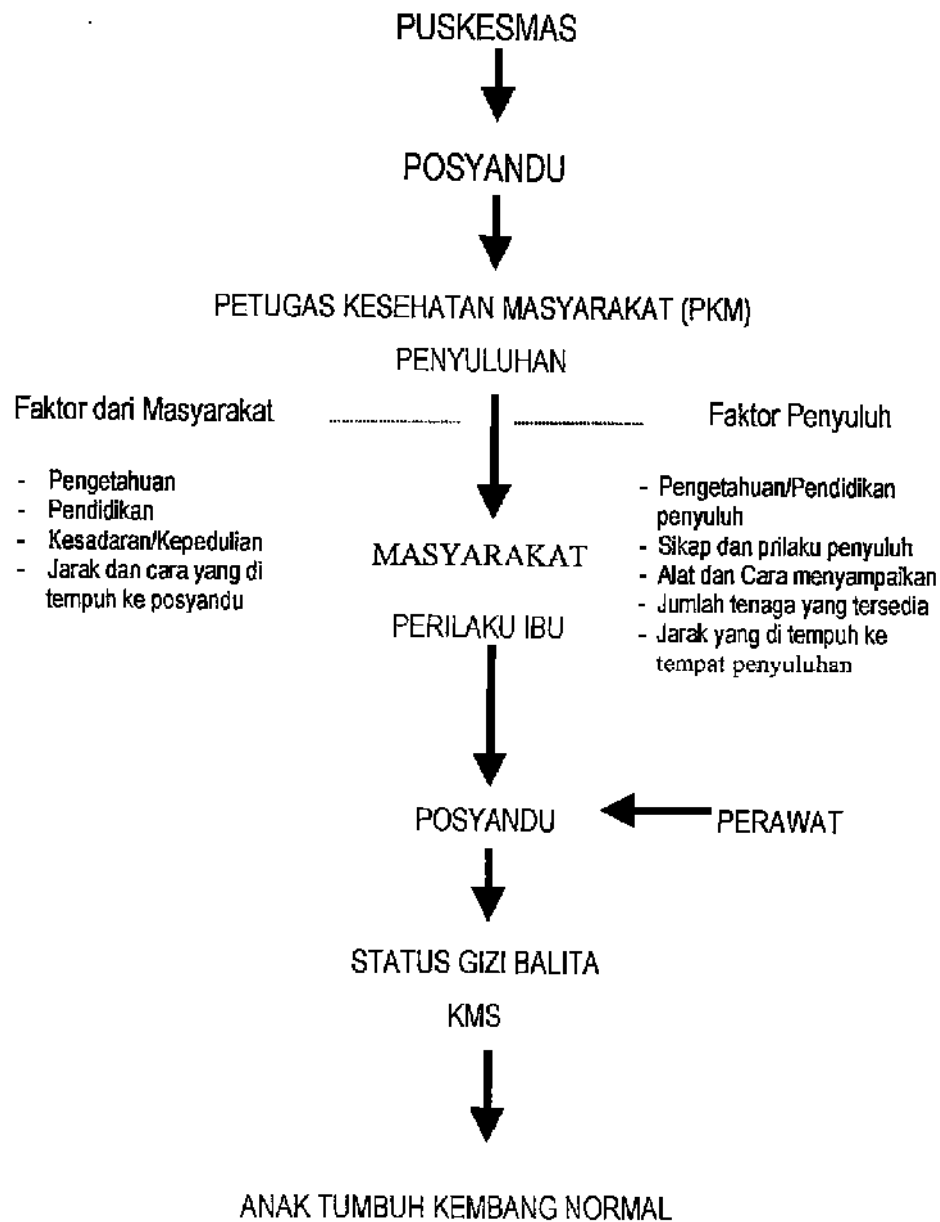 PUSKESMAS
POSYANDU
PETUGAS KESEHATAN MASYARAKAT (PKM)
PENYULUHAN
Faktor dari Masyarakat
- Pengetahuan
- Pendidikan
- Kesadaran/Kepedulian
- Jarak dan cara yang di
tempuh ke posyandu
Faktor Penyuluh
- Pengetahuan/Pendidikan
penyuluh
- Sikap dan prilaku penyuluh
- Alat dan Cara menyampaikan
- Jumlah tenaga yang tersedia
- Jarak yang di tempuh ke
tempat penyuluhan
MASYARAKAT
PERILAKU IBU
POSYANDU
PERAWAT
STATUS GIZI BALITA
KMS
ANAK TUMBUH KEMBANG NORMAL